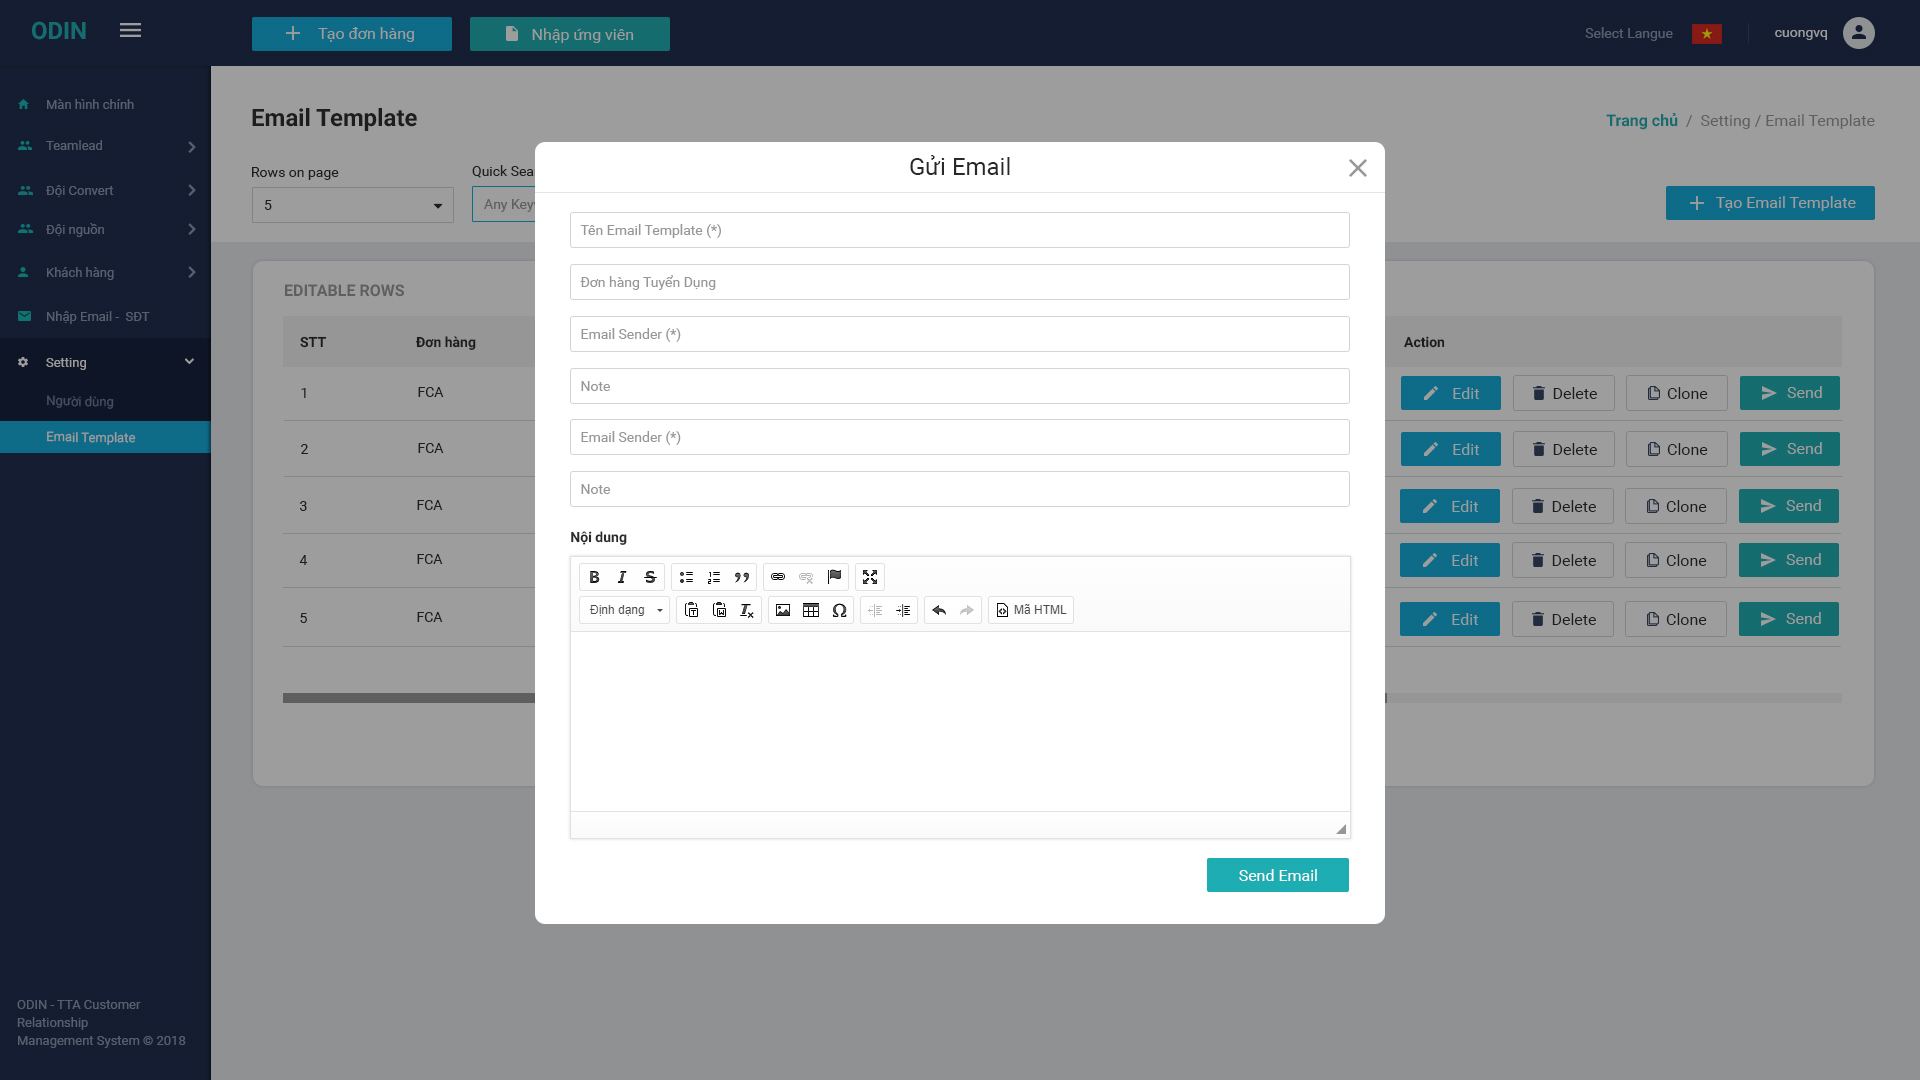 ODIN
Tạo đơn hàng
Nhập ứng viên
Select Langue
cuongvq
Màn hình chính
Teamlead
Đội Convert
Đội nguồn
Khách hàng
Nhập Email - SĐT
Setting
Người dùng
Email Template
ODIN - TTA Customer
Relationship
Management System © 2018
Email Template
Trang chủ / Setting / Email Template
Rows on page
5
Quick Sea
Any Key
Tạo Email Template
EDITABLE ROWS
STT
Đơn hàng
Action
1
FCA
Edit
Delete
Clone
Send
2
FCA
Edit
Delete
Clone
Send
3
FCA
Edit
Delete
Clone
Send
4
FCA
Edit
Delete
Clone
Send
5
FCA
Edit
Delete
Clone
Send
Gửi Email
Tên Email Template (*)
Đơn hàng Tuyển Dụng
Email Sender (*)
Note
Email Sender (*)
Note
Nội dung
Định dạng
Mã HTML
Send Email